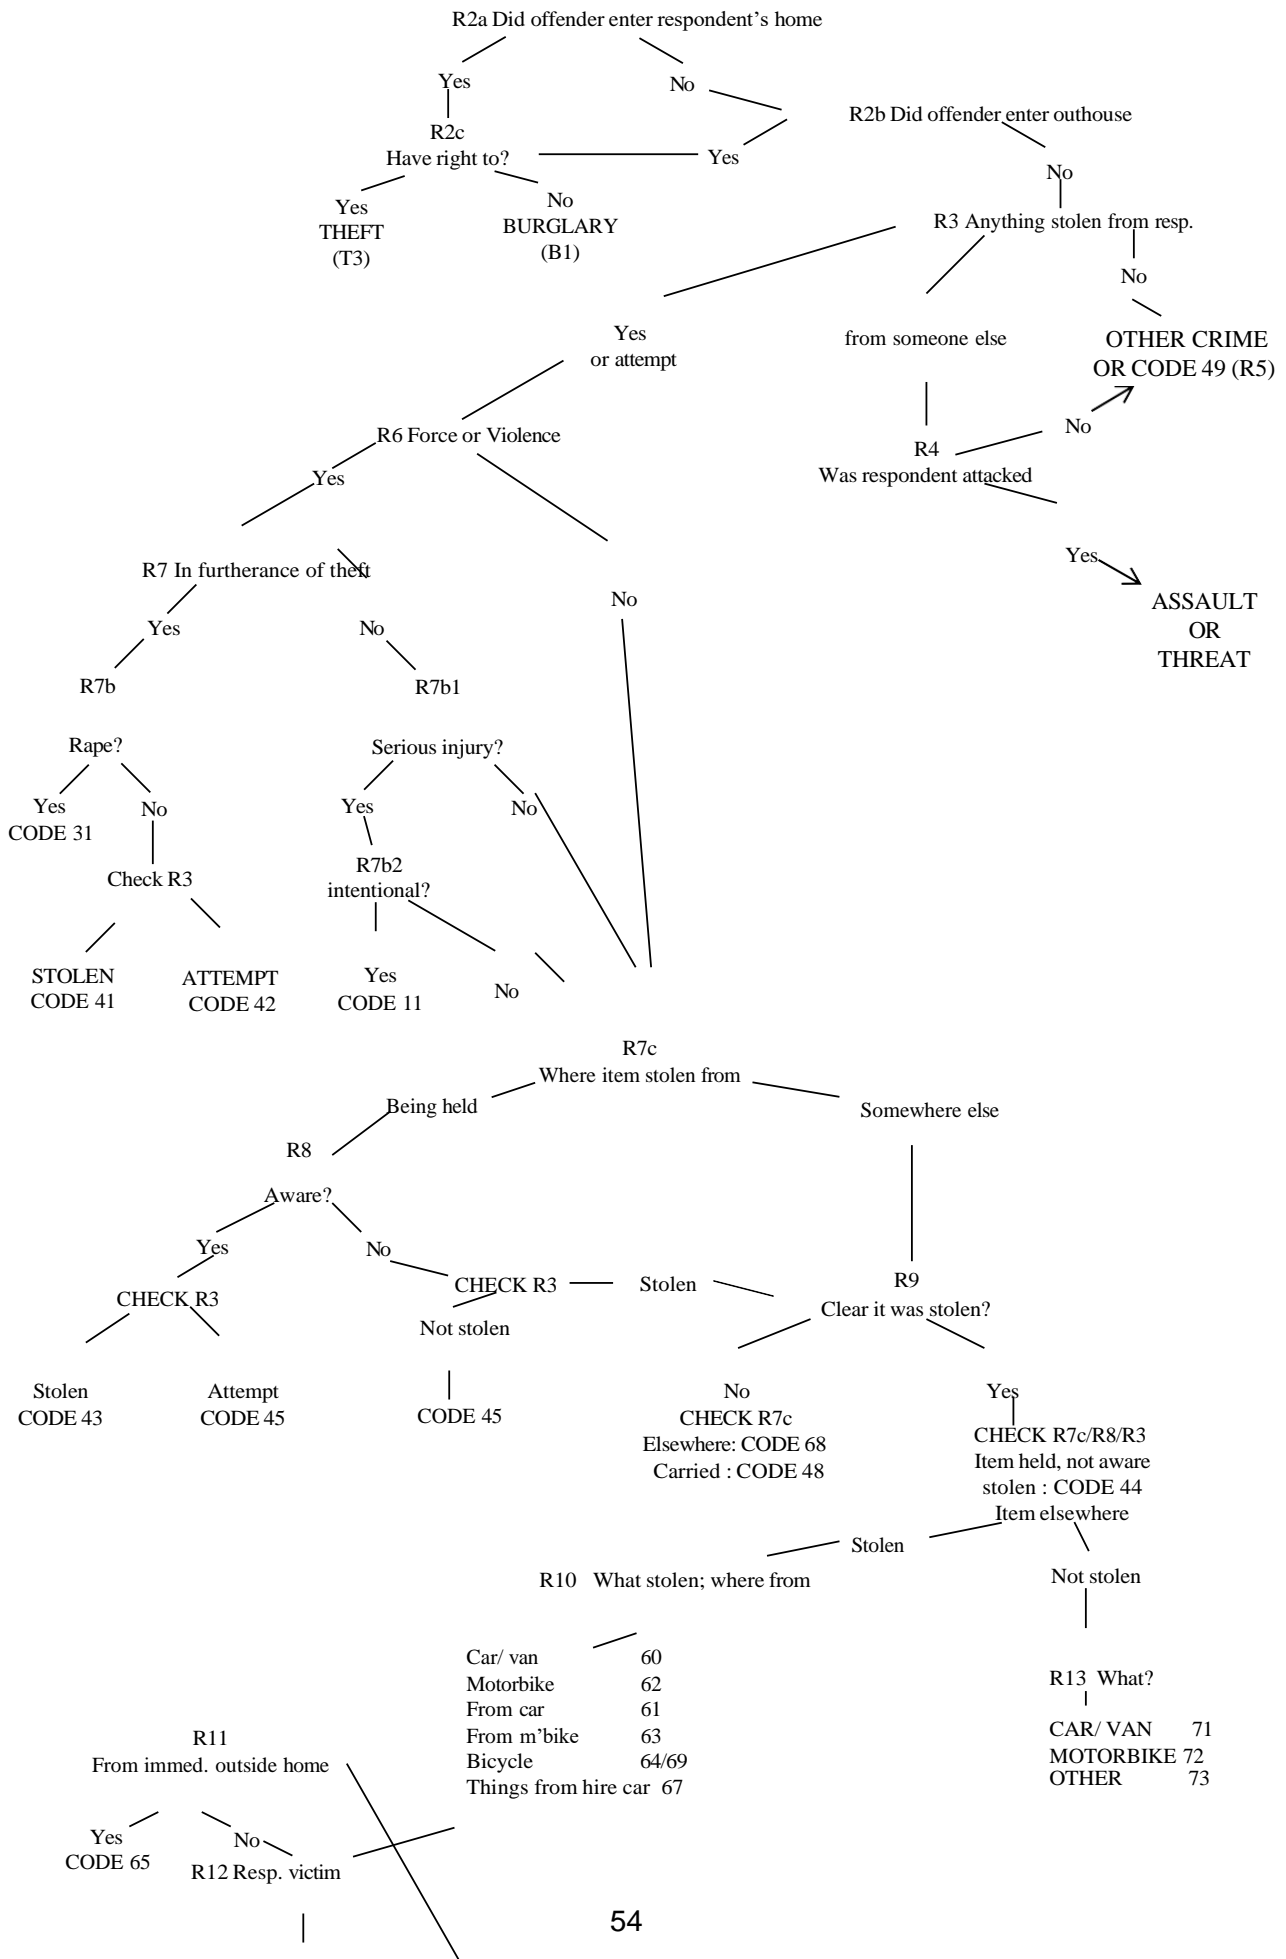 R2a Did offender enter respondent's home
Yes
No
R2b Did offender enter outhouse
R2c
Have right to?
Yes
No
Yes
THEFT
(T3)
No
BURGLARY
(B1)
R3 Anything stolen from resp.
No
Yes
or attempt
from someone else
OTHER CRIME
OR CODE 49 (R5)
No
R6 Force or Violence
R4
Was respondent attacked
Yes
Yes
ASSAULT
OR
THREAT
R7 In furtherance of theft
No
Yes
No
R7b
R7b1
Rape?
Serious injury?
Yes
CODE 31
No
Yes
No
Check R3
R7b2
intentional?
STOLEN
CODE 41
ATTEMPT
CODE 42
Yes
CODE 11
No
R7c
Where item stolen from
Being held
Somewhere else
R8
Aware?
Yes
No
CHECK R3
CHECK R3
Stolen
R9
Clear it was stolen?
Not stolen
Stolen
CODE 43
Attempt
CODE 45
CODE 45
No
CHECK R7c
Elsewhere: CODE 68
Carried : CODE 48
Yes
CHECK R7c/R8/R3
Item held, not aware
stolen : CODE 44
Item elsewhere
Stolen
Not stolen
R10 What stolen; where from
Car/ van 60
Motorbike 62
From car 61
From m'bike 63
Bicycle 64/69
Things from hire car 67
R13 What?
CAR/ VAN 71
MOTORBIKE 72
OTHER 73
R11
From immed. outside home
Yes
CODE 65
No
R12 Resp. victim
54